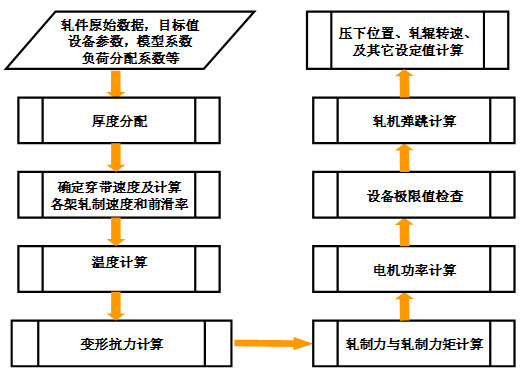 轧件原始数据，目标值
设备参数，模型系数
负荷分配系数等
厚度分配
确定穿带速度及计算
各架轧制速度和前滑率
温度计算
变形抗力计算
轧制力与轧制力矩计算
电机功率计算
设备极限值检查
轧机弹跳计算
压下位置、轧辊转速、
及其它设定值计算